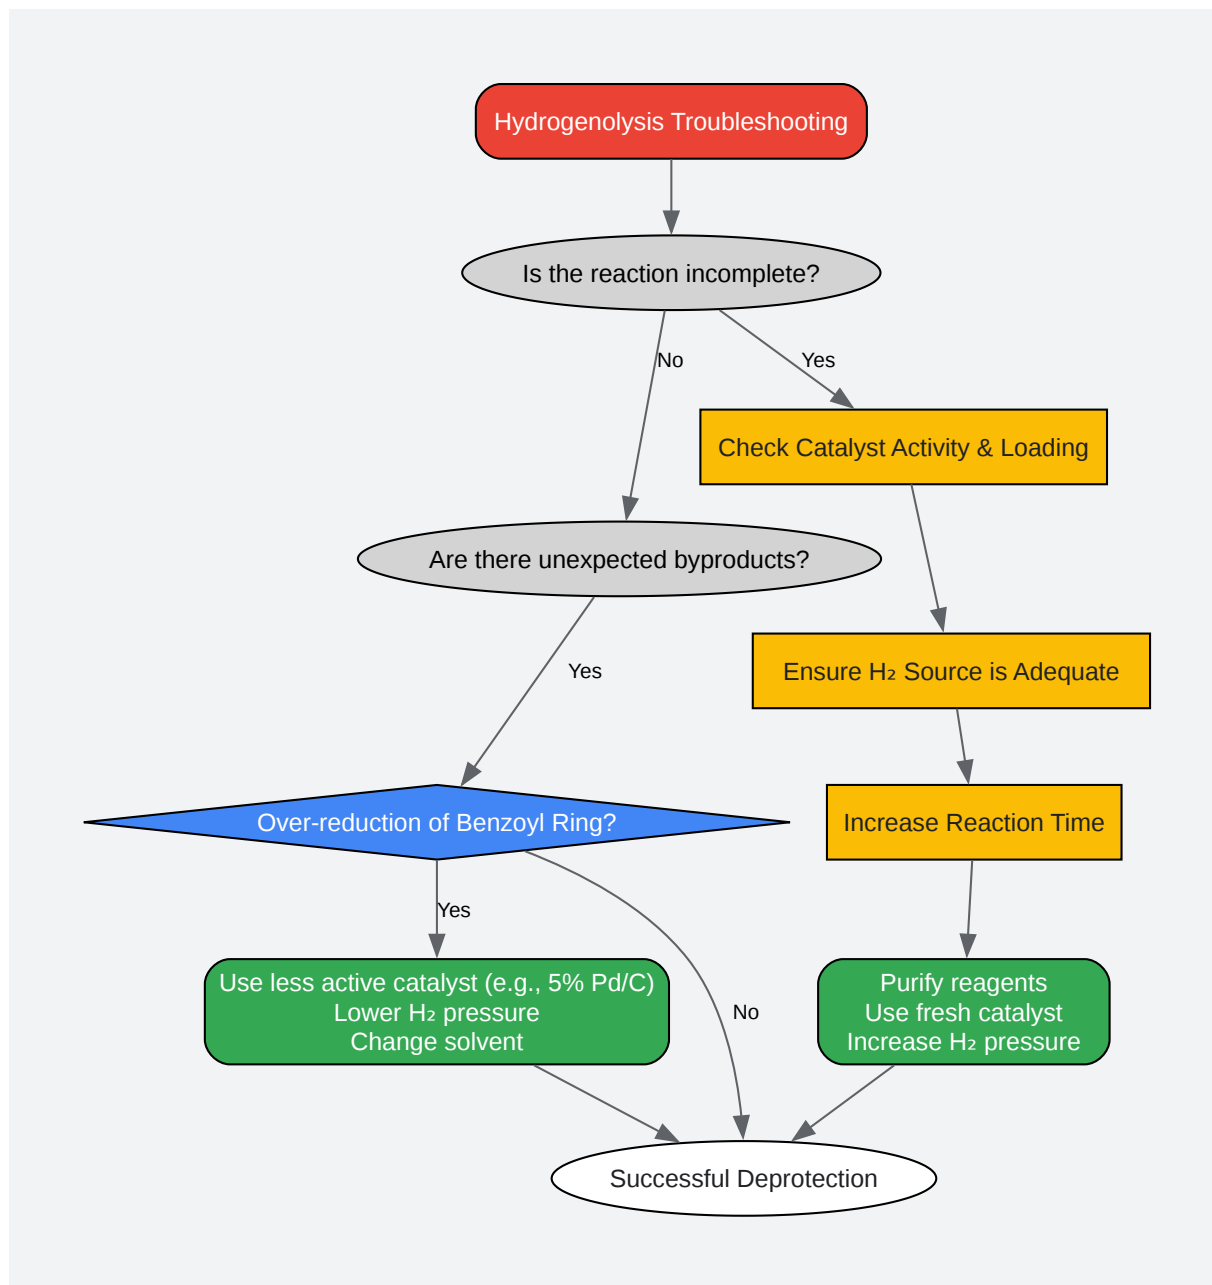 Hydrogenolysis Troubleshooting
Is the reaction incomplete?
No
Yes
Check Catalyst Activity & Loading
Are there unexpected byproducts?
Yes
Ensure H₂ Source is Adequate
Over-reduction of Benzoyl Ring?
Increase Reaction Time
Yes
Use less active catalyst (e.g., 5% Pd/C)
Lower H₂ pressure
Change solvent
No
Purify reagents
Use fresh catalyst
Increase H₂ pressure
Successful Deprotection